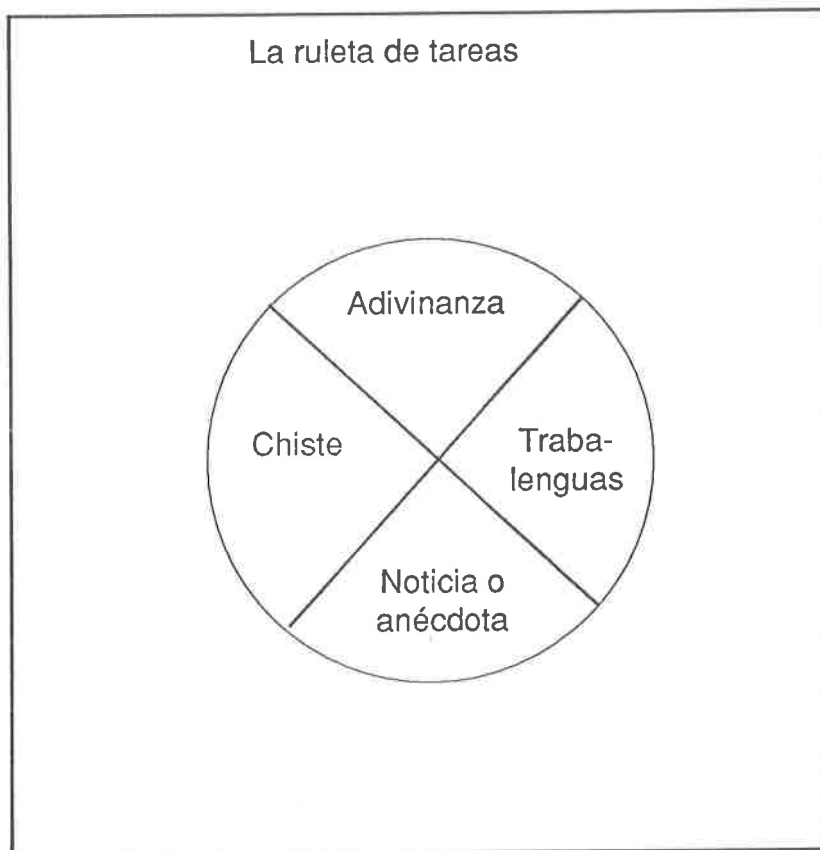 La ruleta de tareas
Adivinanza
Chiste
Traba-
lenguas
Noticia o
anécdota